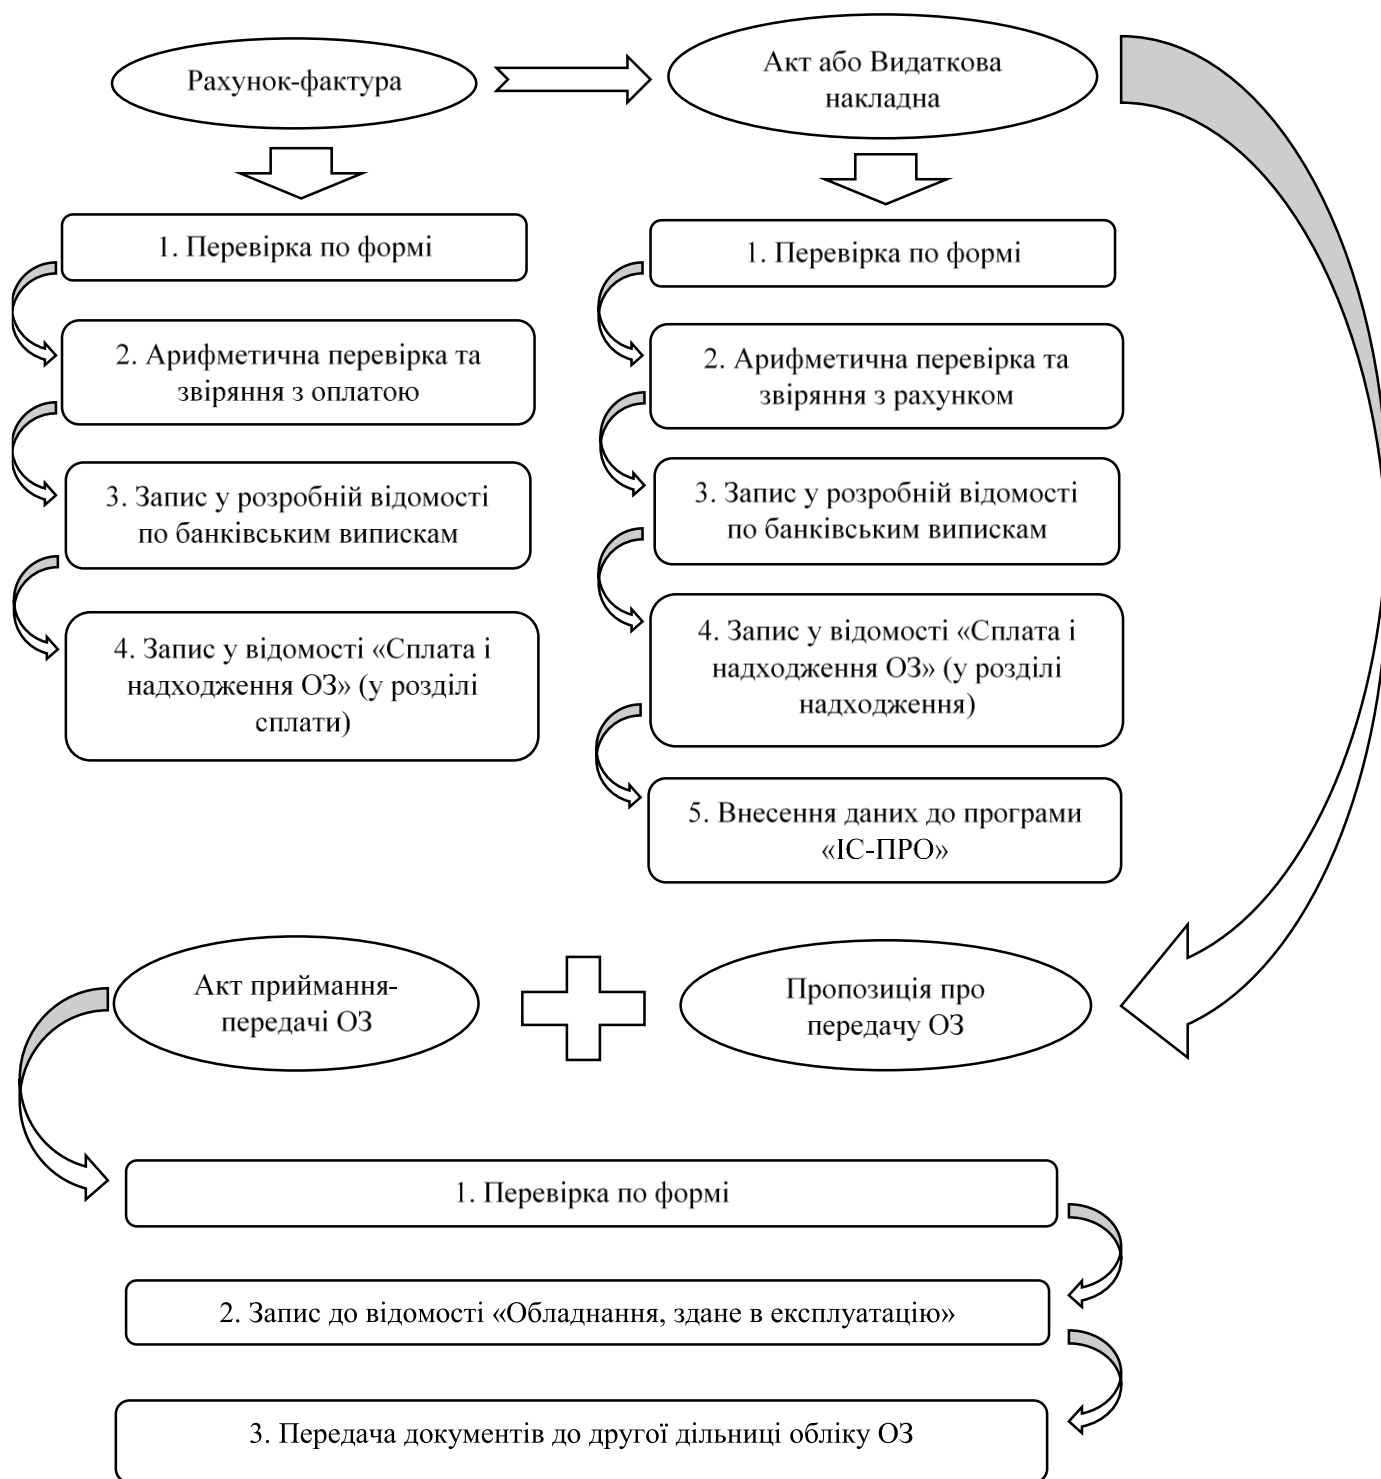 Рахунок-фактура
Акт або Видаткова
накладна
1. Перевірка по формі
2. Арифметична перевірка та
звіряння з оплатою
3. Запис у розробній відомості
по банківським випискам
4. Запис у відомості «Сплата і
надходження ОЗ» (у розділі
сплати)
1. Перевірка по формі
2. Арифметична перевірка та
звіряння з рахунком
3. Запис у розробній відомості
по банківським випискам
4. Запис у відомості «Сплата і
надходження ОЗ» (у розділі
надходження)
5. Внесення даних до програми
«ІС-ПРО»
Акт приймання-
передачі ОЗ
Пропозиція про
передачу ОЗ
1. Перевірка по формі
2. Запис до відомості «Обладнання, здане в експлуатацію»
3. Передача документів до другої дільниці обліку ОЗ